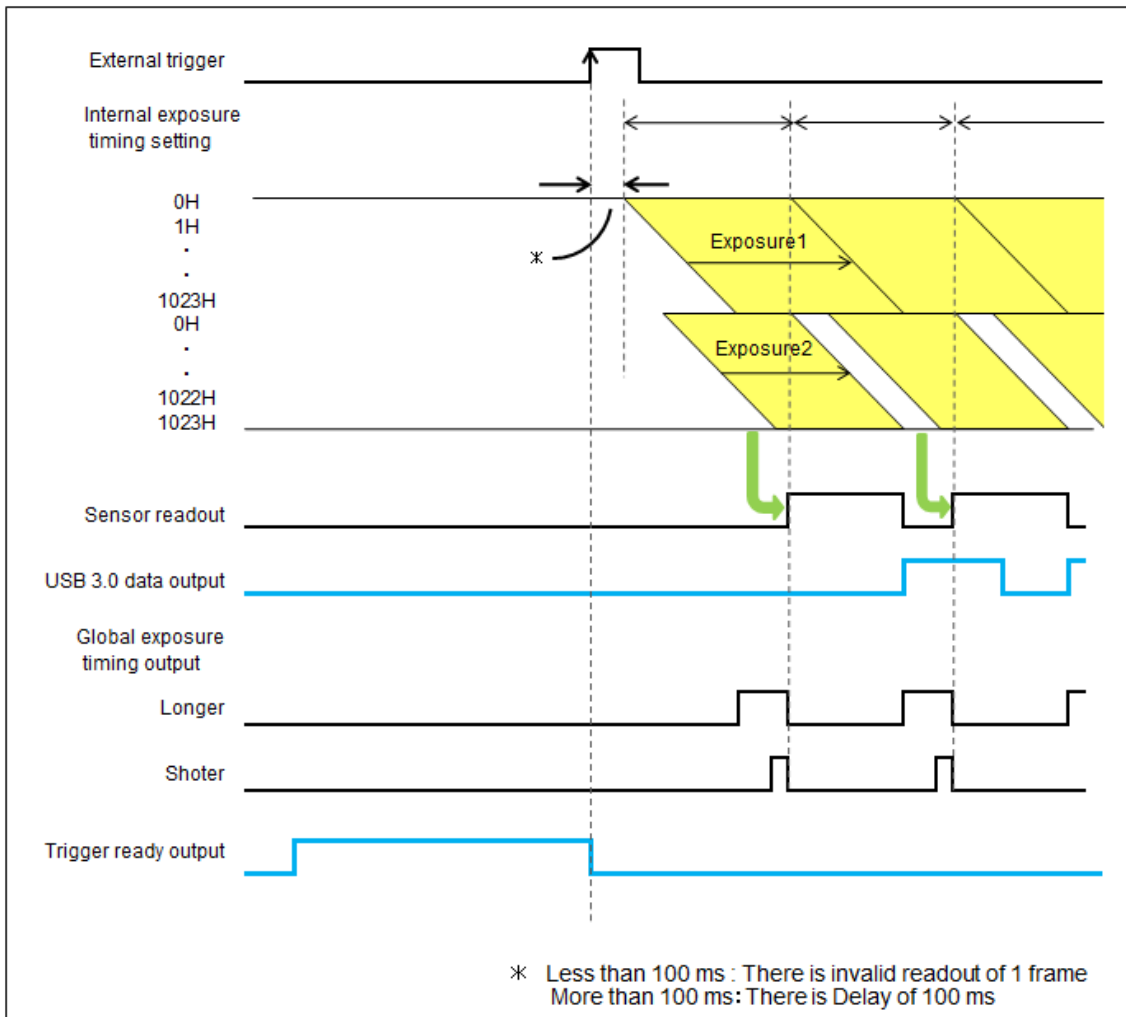 External trigger
Internal exposure
timing setting
0H
1H
.
.
1023H
0H
.
.
1022H
1023H
Exposure1
Exposure2
*
Sensor readout
USB 3.0 data output
Global exposure
timing output
Longer
Shoter
Trigger ready output
* Less than 100 ms : There is invalid readout of 1 frame
More than 100 ms: There is Delay of 100 ms